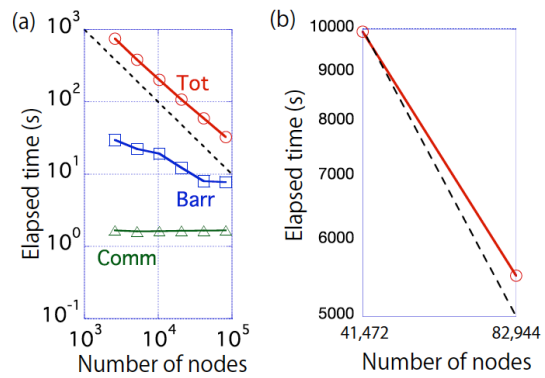 (a)
Elapsed time (s)
10^3
10^2
10^1
10^0
10^-1
Tot
Barr
Comm
10^3
10^4
10^5
Number of nodes
(b)
Elapsed time (s)
10000
9000
8000
7000
6000
5000
41,472
82,944
Number of nodes